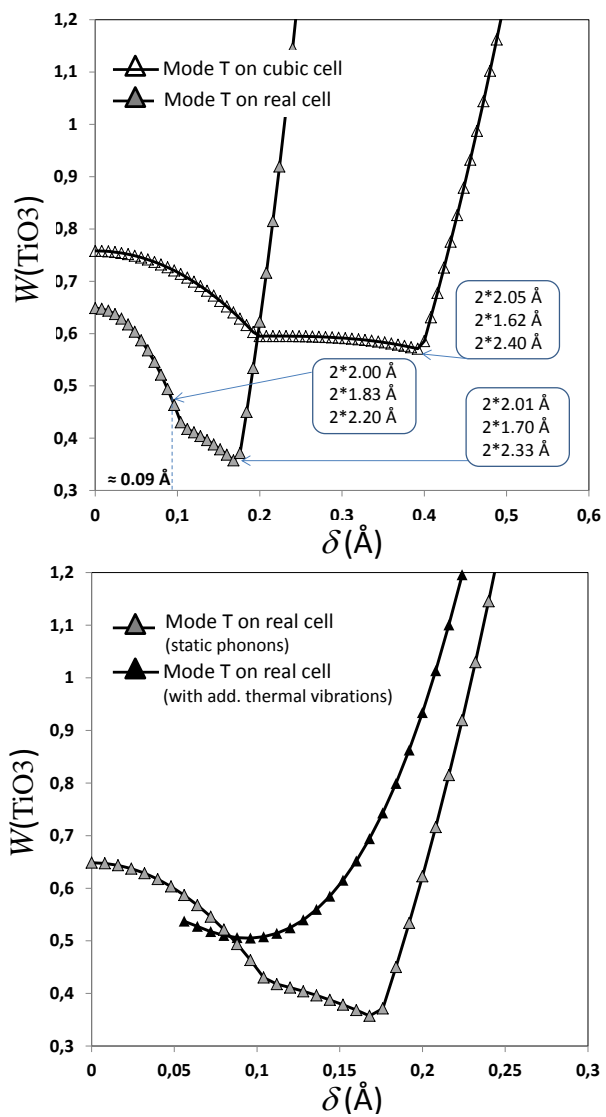 1,2
1,1
1
0,9
0,8
0,7
0,6
0,5
0,4
0,3
W(TiO3)
Mode T on cubic cell
Mode T on real cell
2*2.05 Å
2*1.62 Å
2*2.40 Å
2*2.00 Å
2*1.83 Å
2*2.20 Å
2*2.01 Å
2*1.70 Å
2*2.33 Å
≈ 0.09 Å
0 0,1 0.2 0.3 0.4 0,5 0,6
δ (Å)
1,2
1,1
1
0,9
0,8
0,7
0,6
0,5
0,4
0,3
W(TiO3)
Mode T on real cell
(static phonons)
Mode T on real cell
(with add. thermal vibrations)
0 0,05 0,1 0,15 0,2 0,25 0,3
δ (Å)